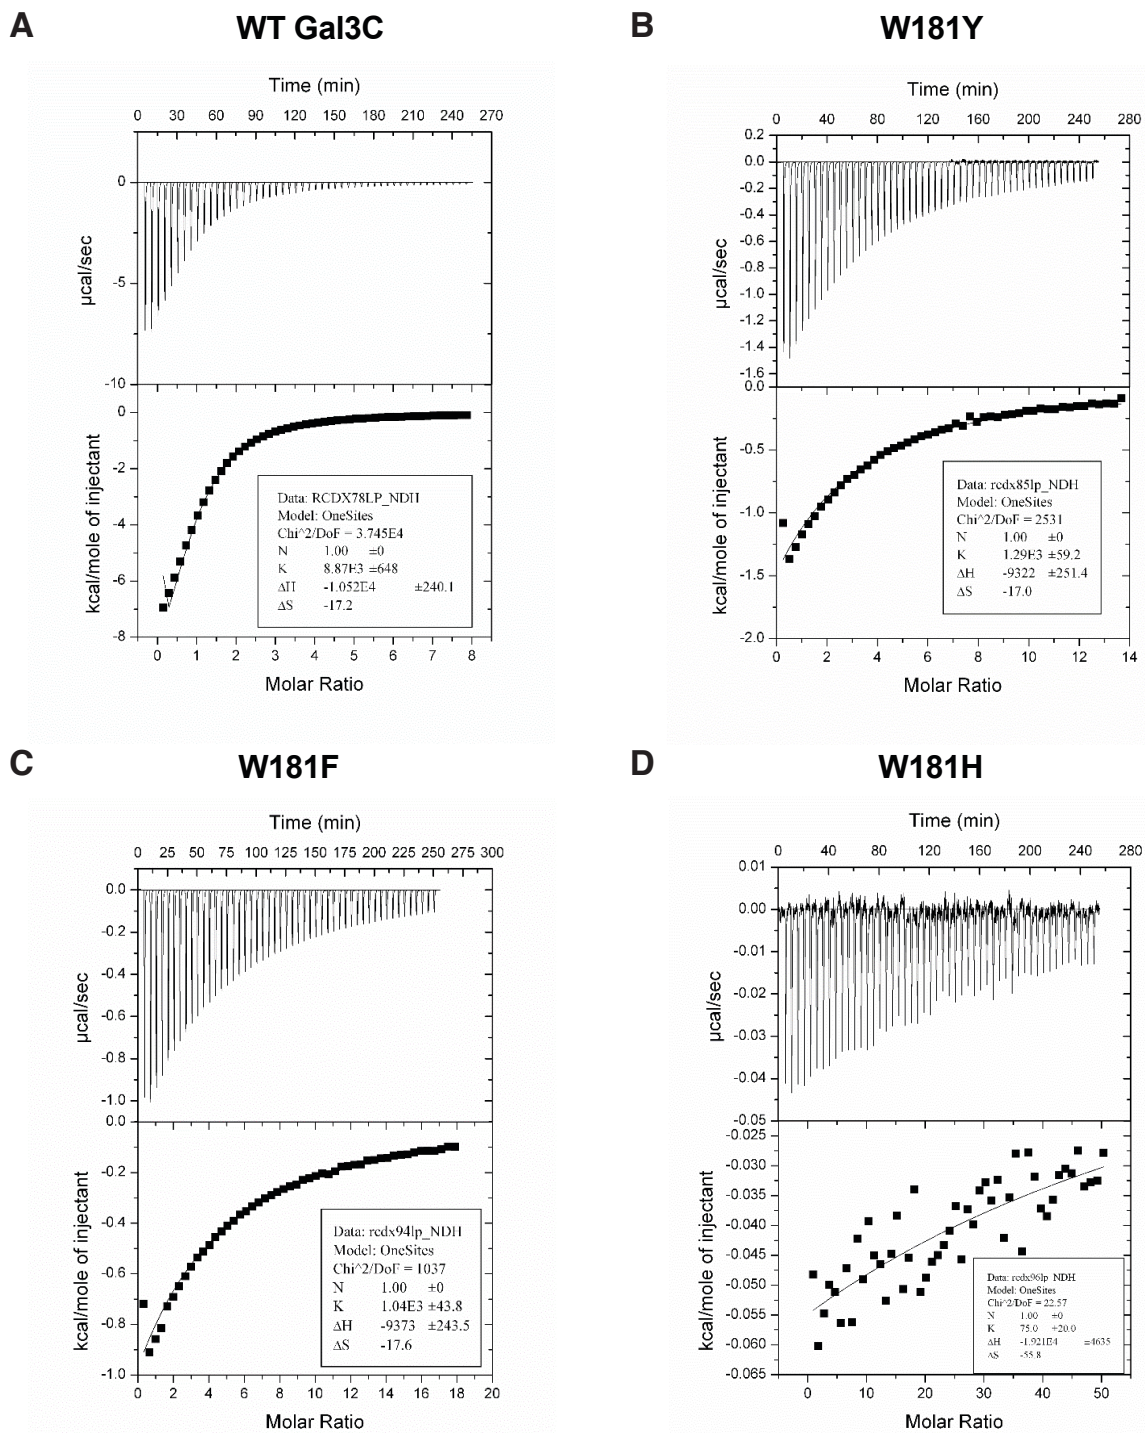 A
WT Gal3C
Time (min)
0 30 60 90 120 150 180 210 240 270
0
-5
-10
µcal/sec
0
-2
-4
-6
-8
kcal/mole of injectant
Data: RCDX78LP_NDH
Model: OneSites
Chi^2/DoF = 3.745E4
N 1.00 ±0
K 8.87E3 ±648
ΔH -1.052E4 ±240.1
ΔS -17.2
0 1 2 3 4 5 6 7 8
Molar Ratio
B
W181Y
Time (min)
0 40 80 120 160 200 240 280
0.2
0.0
-0.2
-0.4
-0.6
-0.8
-1.0
-1.2
-1.4
-1.6
µcal/sec
0.0
-0.5
-1.0
-1.5
-2.0
kcal/mole of injectant
Data: rcdx85lp_NDH
Model: OneSites
Chi^2/DoF = 2531
N 1.00 ±0
K 1.29E3 ±59.2
ΔH -9322 ±251.4
ΔS -17.0
0 2 4 6 8 10 12 14
Molar Ratio
C
W181F
Time (min)
0 25 50 75 100 125 150 175 200 225 250 275 300
0.0
-0.2
-0.4
-0.6
-0.8
-1.0
µcal/sec
0.0
-0.2
-0.4
-0.6
-0.8
-1.0
kcal/mole of injectant
Data: rcdx94lp_NDH
Model: OneSites
Chi^2/DoF = 1037
N 1.00 ±0
K 1.04E3 ±43.8
ΔH -9373 ±243.5
ΔS -17.6
0 2 4 6 8 10 12 14 16 18 20
Molar Ratio
D
W181H
Time (min)
0 40 80 120 160 200 240 280
0.01
0.00
-0.01
-0.02
-0.03
-0.04
-0.05
µcal/sec
-0.025
-0.030
-0.035
-0.040
-0.045
-0.050
-0.055
-0.060
-0.065
kcal/mole of injectant
Data: rcdx96lp_NDH
Model: OneSites
Chi^2/DoF = 22.57
N 1.00 ±0
K 75.0 ±20.0
ΔH -1.921E4 ±4635
ΔS -55.8
0 10 20 30 40 50
Molar Ratio